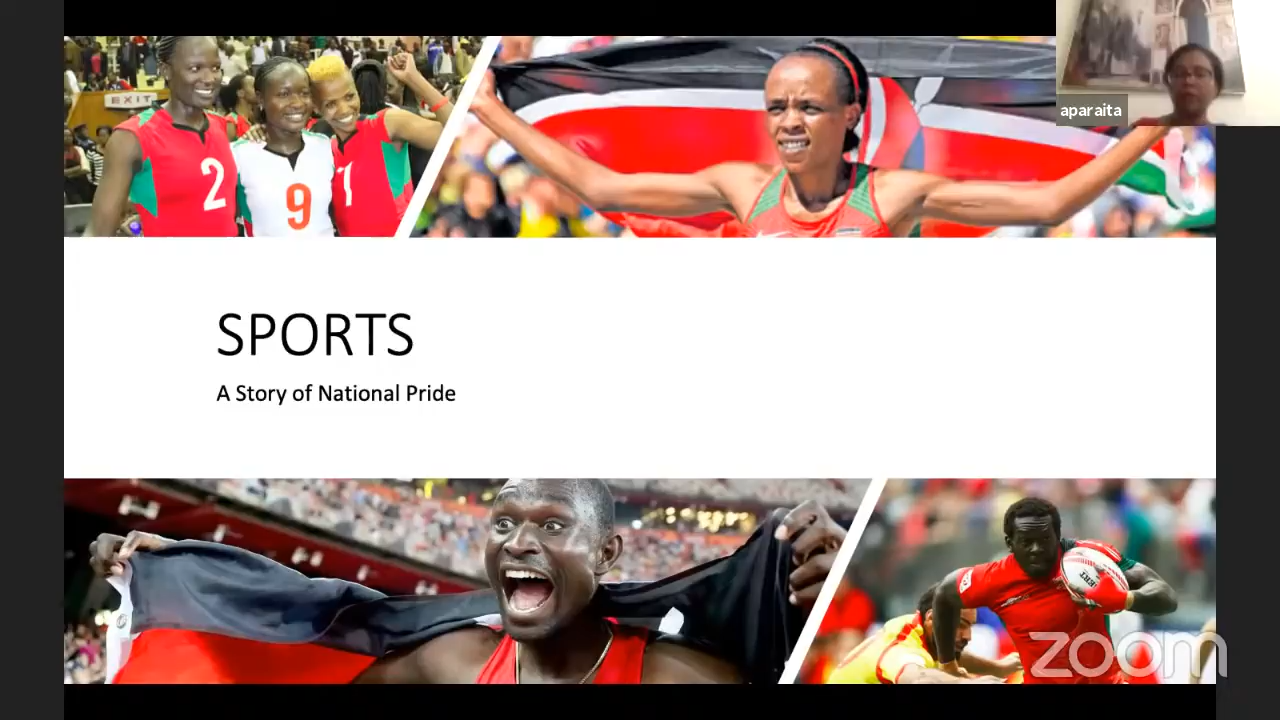 EXIT
2
9
1
aparaita
SPORTS
A Story of National Pride
zoom